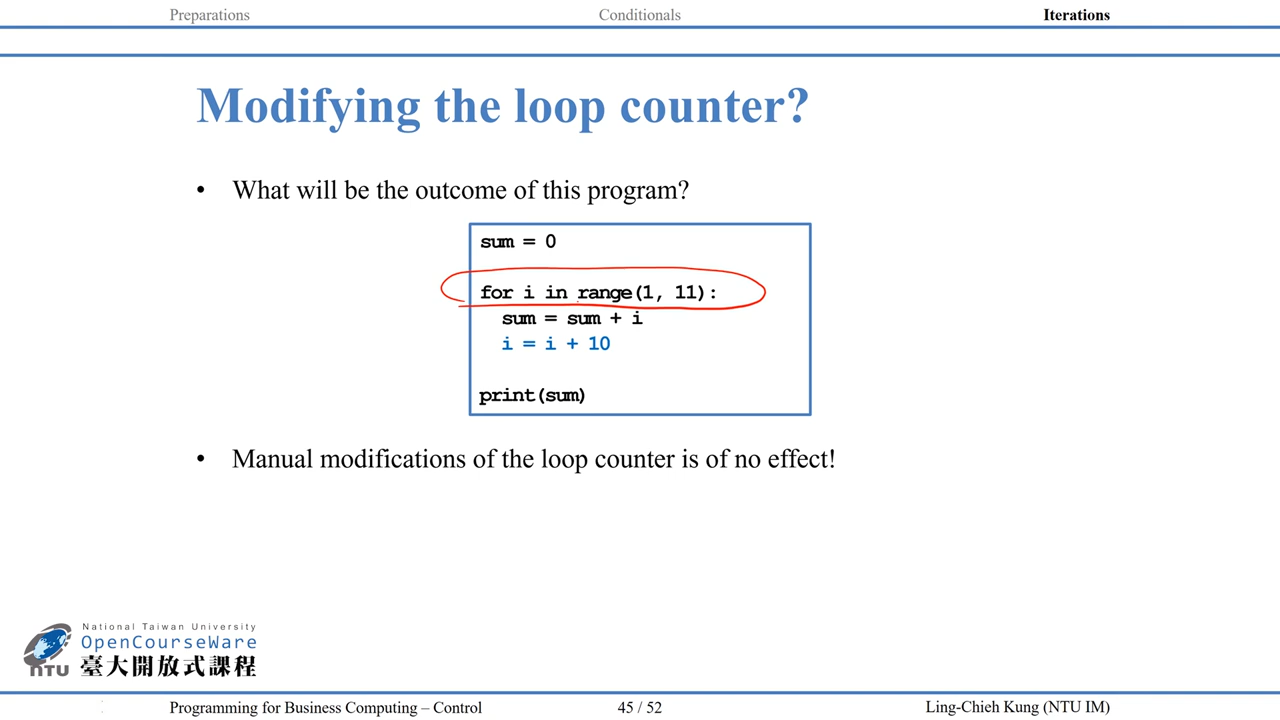 Preparations Conditionals Iterations
Modifying the loop counter?
• What will be the outcome of this program?
sum = 0
for i in range(1, 11):
sum = sum + i
i = i + 10
print(sum)
• Manual modifications of the loop counter is of no effect!
National Taiwan University
OpenCourseWare
NTU 臺大開放式課程
Programming for Business Computing – Control 45 / 52 Ling-Chieh Kung (NTU IM)